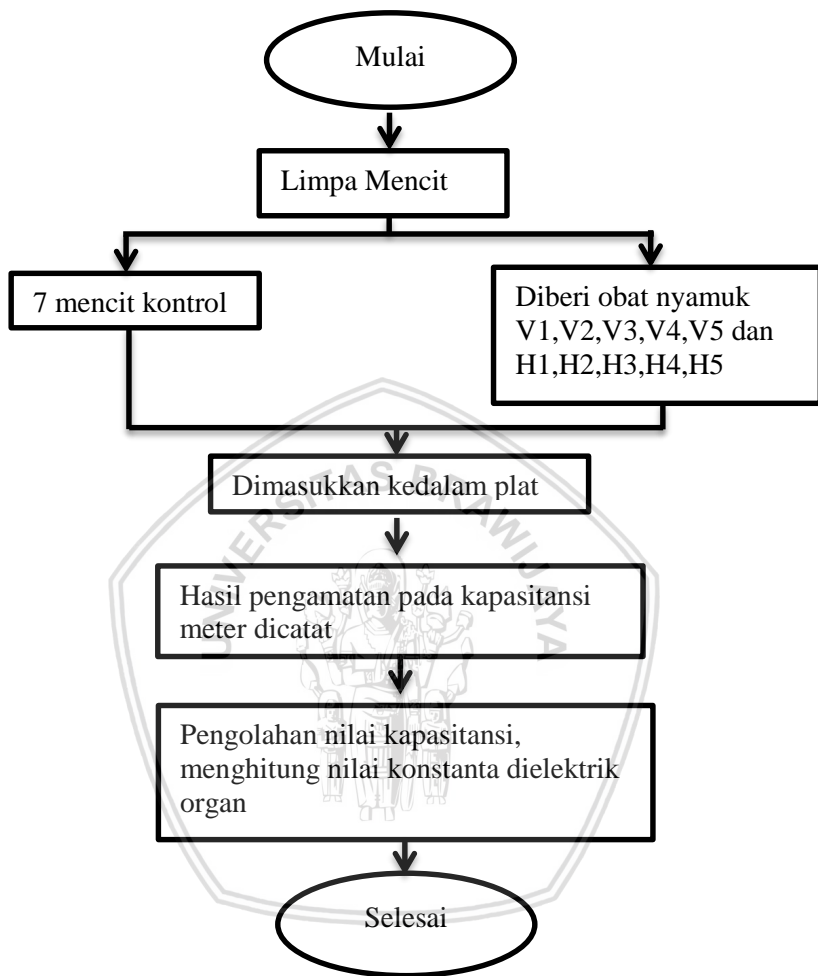 Mulai
Limpa Mencit
7 mencit kontrol
Diberi obat nyamuk
V1,V2,V3,V4,V5 dan
H1,H2,H3,H4,H5
Dimasukkan kedalam plat
Hasil pengamatan pada kapasitansi
meter dicatat
Pengolahan nilai kapasitansi,
menghitung nilai konstanta dielektrik
organ
Selesai
UNIVERSITAS BRAWIJAYA